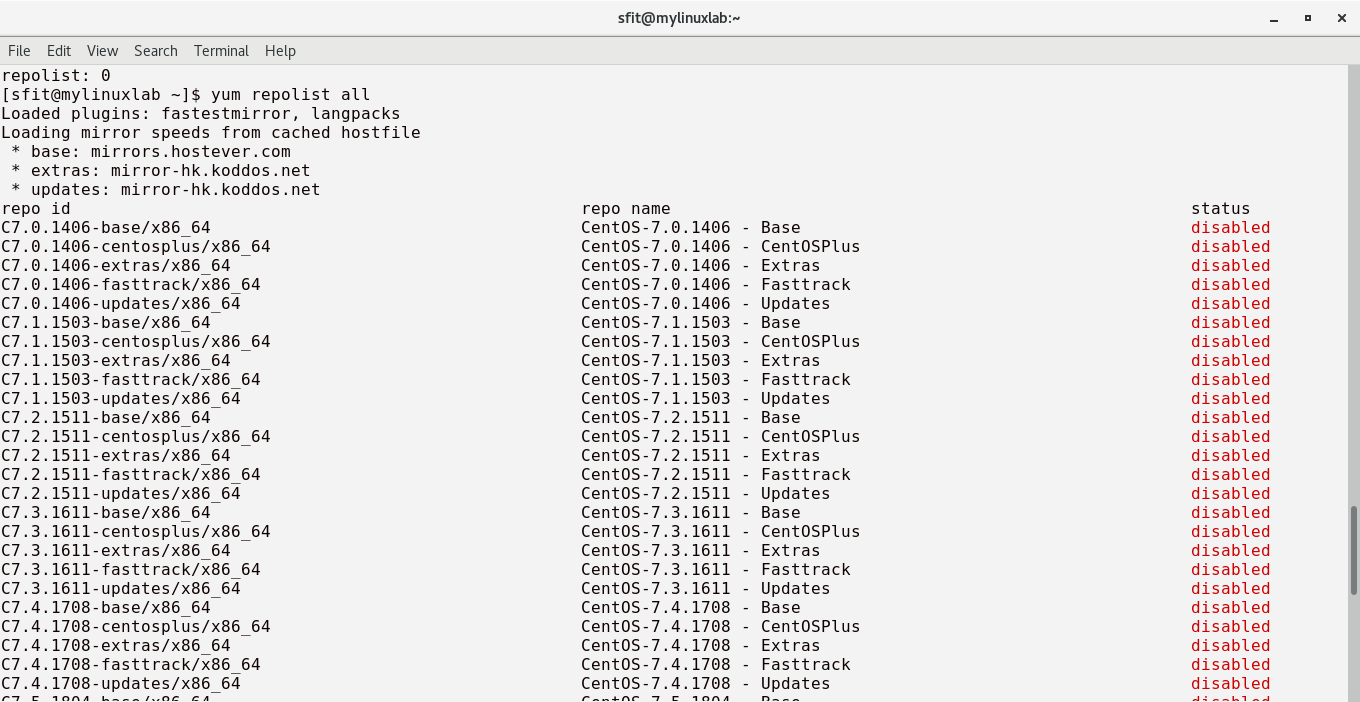 sfit@mylinuxlab:~
File Edit View Search Terminal Help
repolist: 0
[sfit@mylinuxlab ~]$ yum repolist all
Loaded plugins: fastestmirror, langpacks
Loading mirror speeds from cached hostfile
 * base: mirrors.hostever.com
 * extras: mirror-hk.koddos.net
 * updates: mirror-hk.koddos.net
repo id repo name status
C7.0.1406-base/x86_64 CentOS-7.0.1406 - Base disabled
C7.0.1406-centosplus/x86_64 CentOS-7.0.1406 - CentOSPlus disabled
C7.0.1406-extras/x86_64 CentOS-7.0.1406 - Extras disabled
C7.0.1406-fasttrack/x86_64 CentOS-7.0.1406 - Fasttrack disabled
C7.0.1406-updates/x86_64 CentOS-7.0.1406 - Updates disabled
C7.1.1503-base/x86_64 CentOS-7.1.1503 - Base disabled
C7.1.1503-centosplus/x86_64 CentOS-7.1.1503 - CentOSPlus disabled
C7.1.1503-extras/x86_64 CentOS-7.1.1503 - Extras disabled
C7.1.1503-fasttrack/x86_64 CentOS-7.1.1503 - Fasttrack disabled
C7.1.1503-updates/x86_64 CentOS-7.1.1503 - Updates disabled
C7.2.1511-base/x86_64 CentOS-7.2.1511 - Base disabled
C7.2.1511-centosplus/x86_64 CentOS-7.2.1511 - CentOSPlus disabled
C7.2.1511-extras/x86_64 CentOS-7.2.1511 - Extras disabled
C7.2.1511-fasttrack/x86_64 CentOS-7.2.1511 - Fasttrack disabled
C7.2.1511-updates/x86_64 CentOS-7.2.1511 - Updates disabled
C7.3.1611-base/x86_64 CentOS-7.3.1611 - Base disabled
C7.3.1611-centosplus/x86_64 CentOS-7.3.1611 - CentOSPlus disabled
C7.3.1611-extras/x86_64 CentOS-7.3.1611 - Extras disabled
C7.3.1611-fasttrack/x86_64 CentOS-7.3.1611 - Fasttrack disabled
C7.3.1611-updates/x86_64 CentOS-7.3.1611 - Updates disabled
C7.4.1708-base/x86_64 CentOS-7.4.1708 - Base disabled
C7.4.1708-centosplus/x86_64 CentOS-7.4.1708 - CentOSPlus disabled
C7.4.1708-extras/x86_64 CentOS-7.4.1708 - Extras disabled
C7.4.1708-fasttrack/x86_64 CentOS-7.4.1708 - Fasttrack disabled
C7.4.1708-updates/x86_64 CentOS-7.4.1708 - Updates disabled